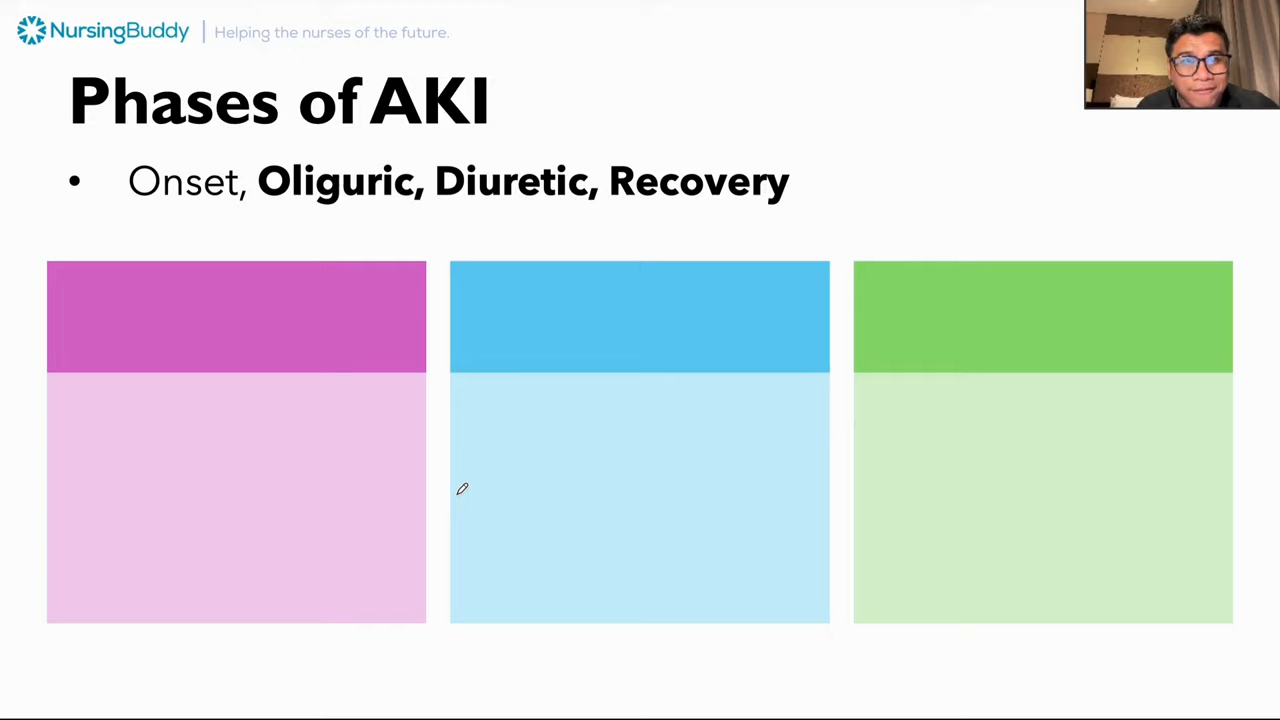 NursingBuddy | Helping the nurses of the future.
Phases of AKI
• Onset, Oliguric, Diuretic, Recovery